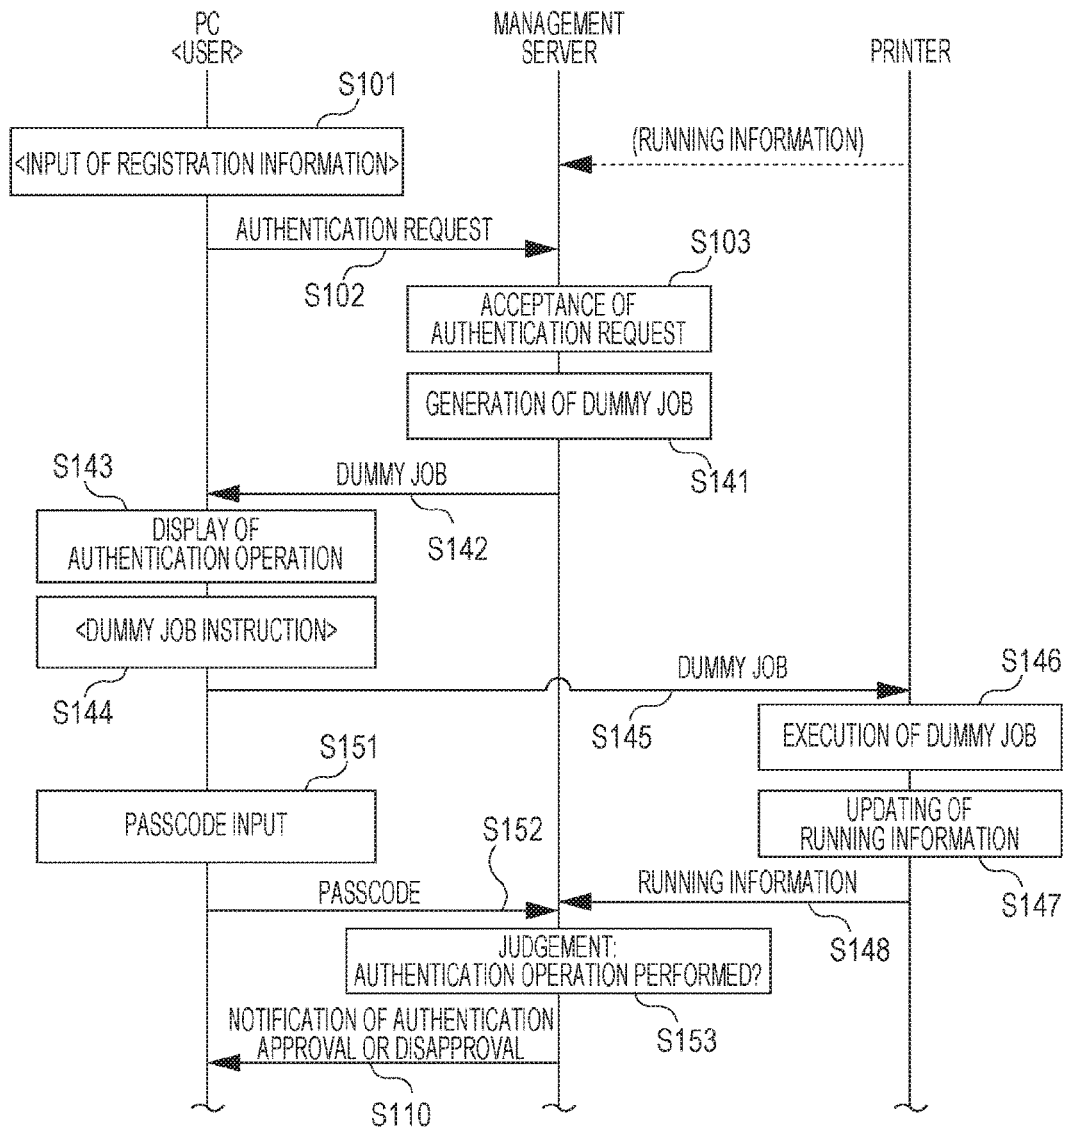 PC
<USER>
MANAGEMENT
SERVER
PRINTER
S101
<INPUT OF REGISTRATION INFORMATION>
(RUNNING INFORMATION)
AUTHENTICATION REQUEST
S102
S103
ACCEPTANCE OF
AUTHENTICATION REQUEST
GENERATION OF DUMMY JOB
S141
S143
DUMMY JOB
S142
DISPLAY OF
AUTHENTICATION OPERATION
<DUMMY JOB INSTRUCTION>
S144
DUMMY JOB
S145
S146
EXECUTION OF DUMMY JOB
S151
PASSCODE INPUT
UPDATING OF
RUNNING INFORMATION
S147
S152
PASSCODE
RUNNING INFORMATION
S148
JUDGEMENT:
AUTHENTICATION OPERATION PERFORMED?
S153
NOTIFICATION OF AUTHENTICATION
APPROVAL OR DISAPPROVAL
S110